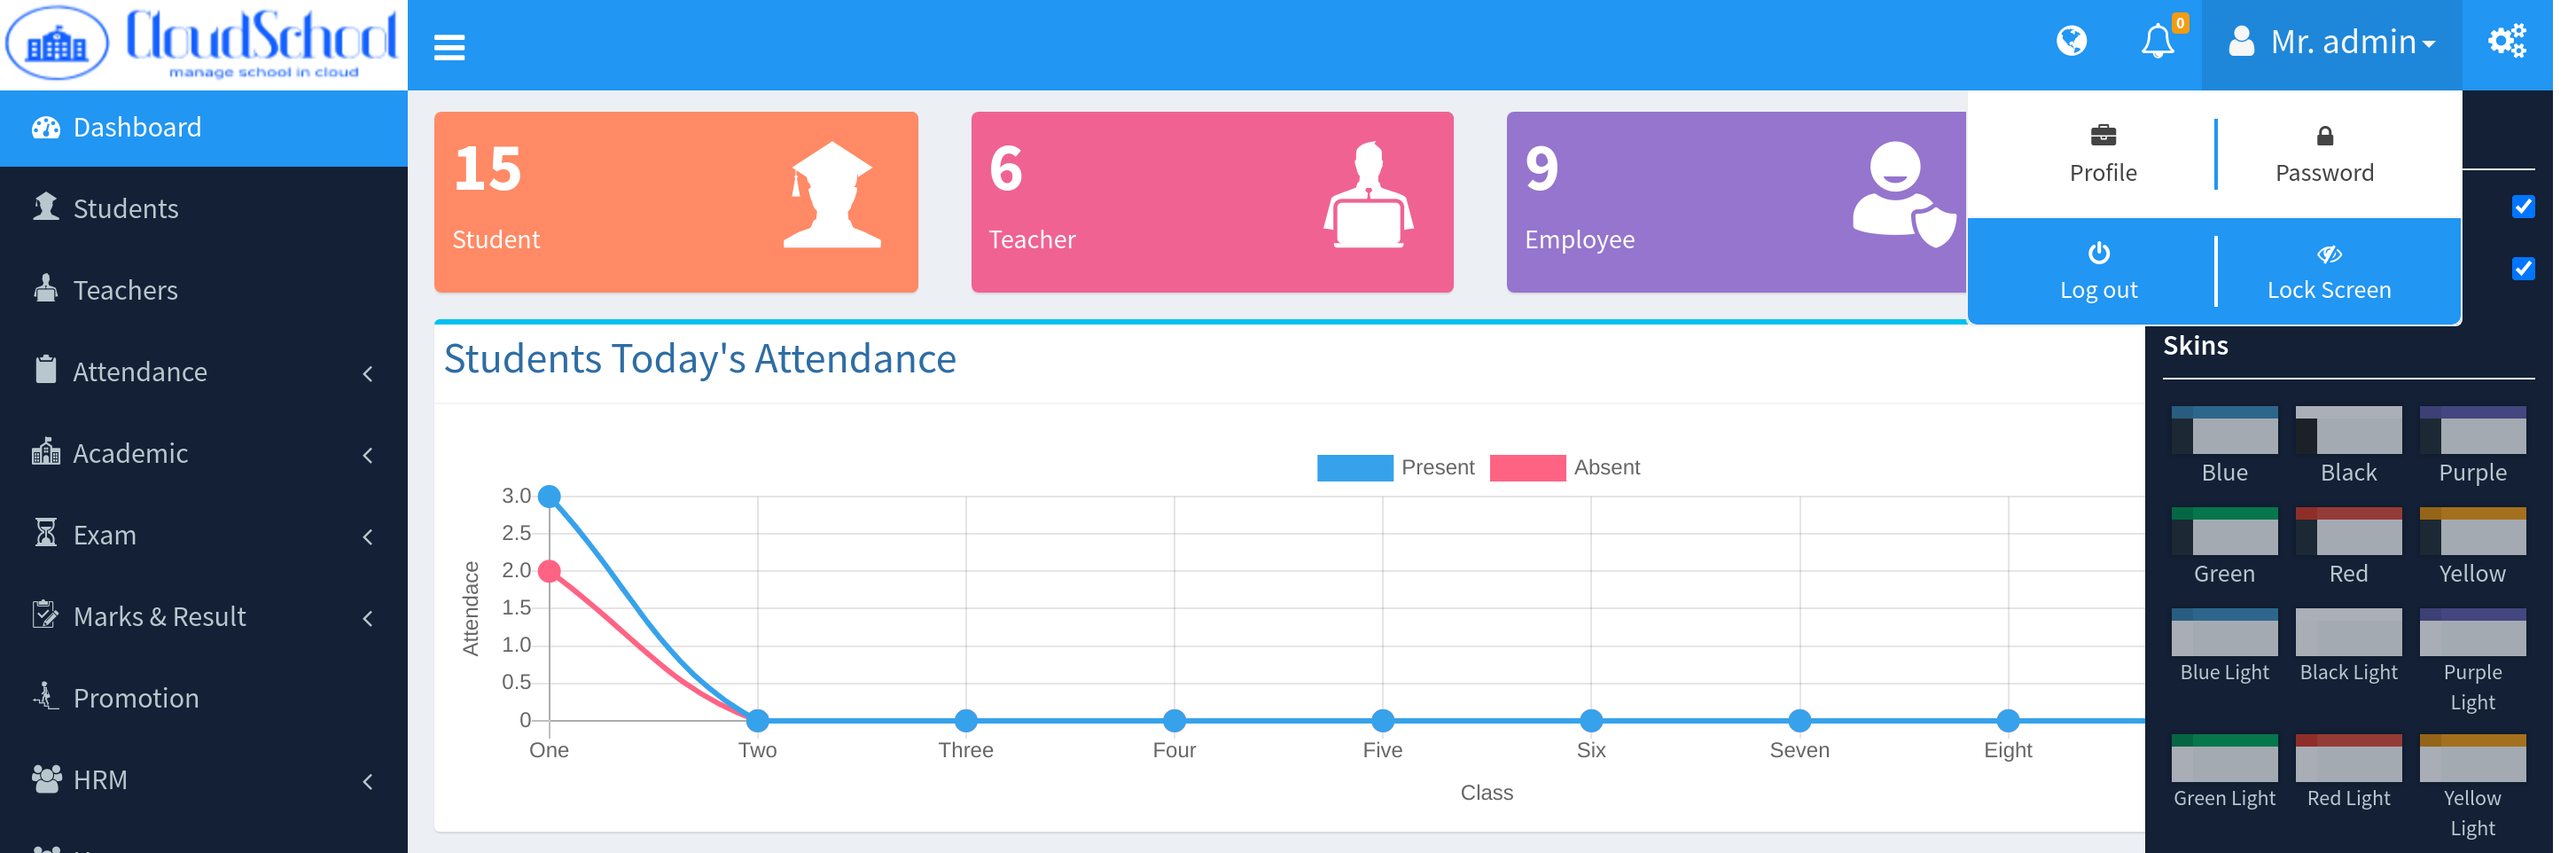 CloudSchool
manage school in cloud
0
Mr. admin
Dashboard
Students
Teachers
Attendance
Academic
Exam
Marks & Result
Promotion
HRM
15
Student
6
Teacher
9
Employee
Profile
Password
Log out
Lock Screen
Students Today's Attendance
Present
Absent
Attendace
3.0
2.5
2.0
1.5
1.0
0.5
0
One
Two
Three
Four
Five
Six
Seven
Eight
Class
Skins
Blue
Black
Purple
Green
Red
Yellow
Blue Light
Black Light
Purple
Light
Green Light
Red Light
Yellow
Light